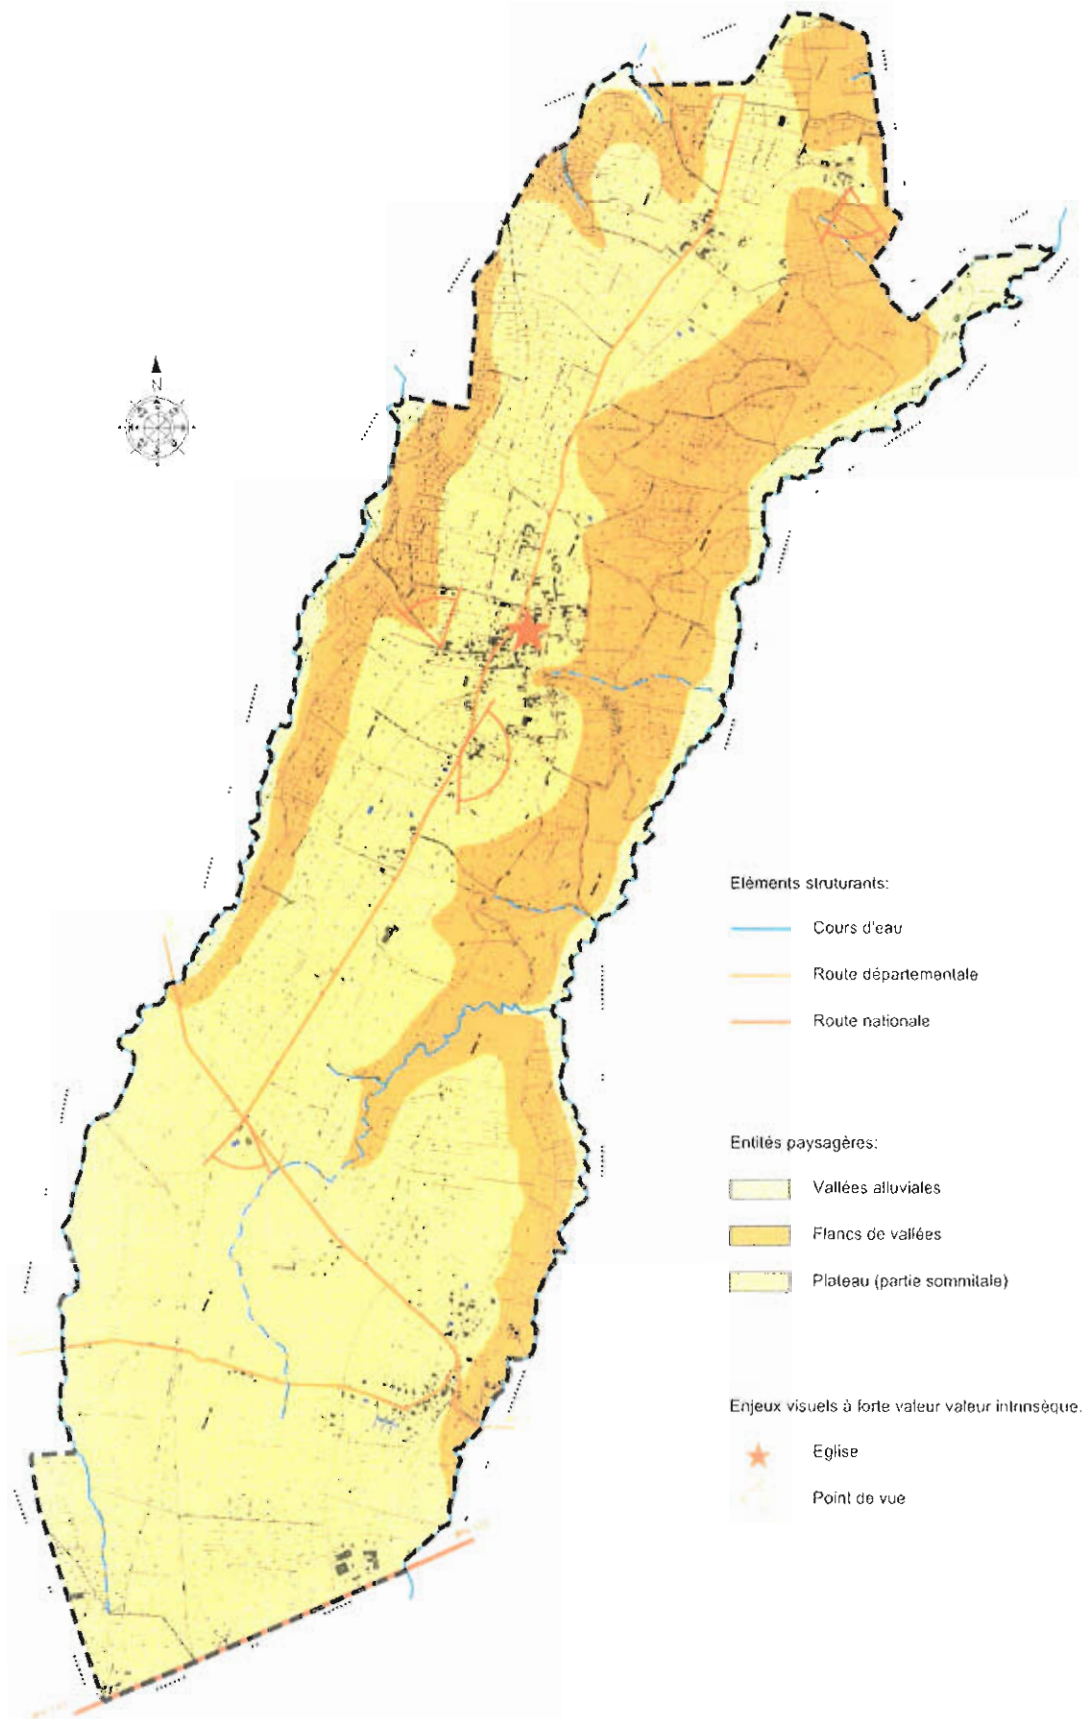 N
Eléments struturants:
Cours d'eau
Route départementale
Route nationale
Entités paysagères:
Vallées alluviales
Flancs de vallées
Plateau (partie sommitale)
Enjeux visuels à forte valeur valeur intrinsèque.
Eglise
Point de vue